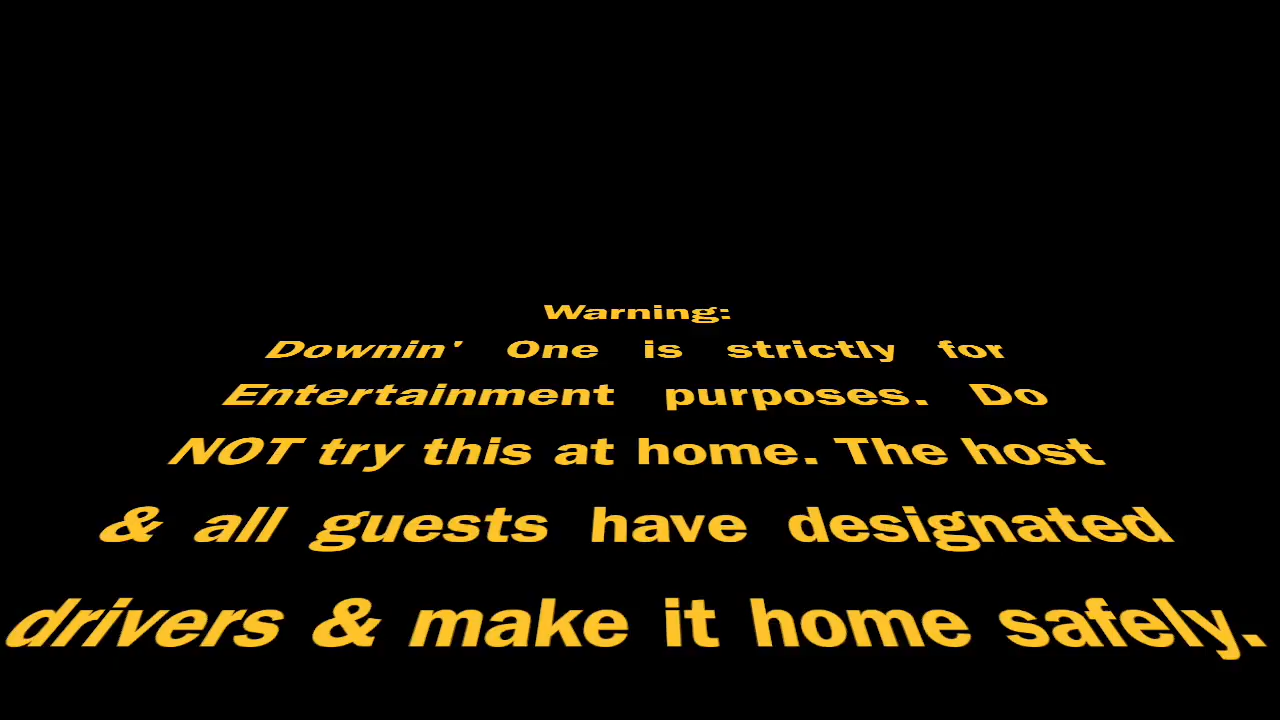 Warning:
Downin' One is strictly for
Entertainment purposes. Do
NOT try this at home. The host
& all guests have designated
drivers & make it home safely.